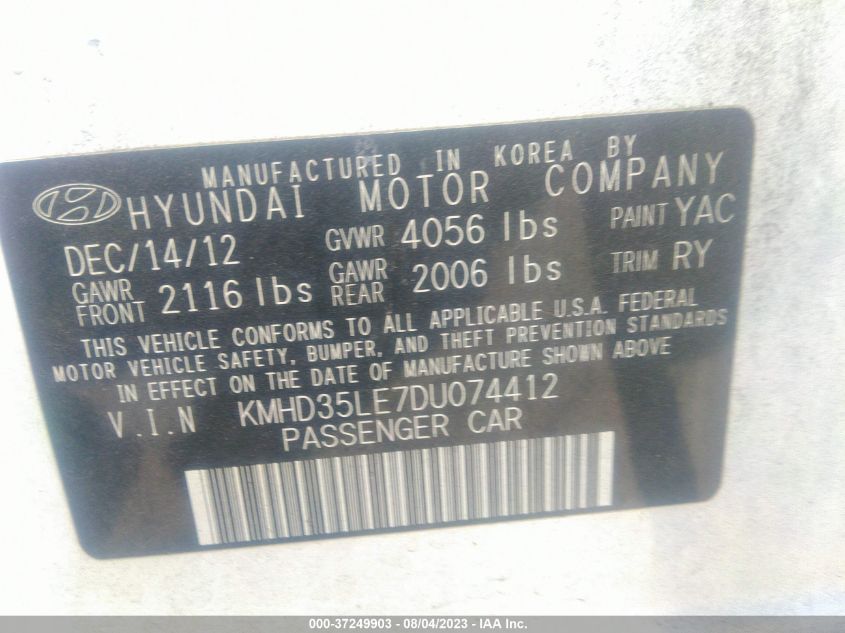 MANUFACTURED IN KOREA BY
HYUNDAI MOTOR COMPANY
DEC/14/12 GVWR 4056 lbs PAINT YAC
GAWR FRONT 2116 lbs GAWR REAR 2006 lbs TRIM RY
THIS VEHICLE CONFORMS TO ALL APPLICABLE U.S.A. FEDERAL
MOTOR VEHICLE SAFETY, BUMPER, AND THEFT PREVENTION STANDARDS
IN EFFECT ON THE DATE OF MANUFACTURE SHOWN ABOVE
V.I.N KMHD35LE7DU074412
PASSENGER CAR
000-37249903 - 08/04/2023 - IAA Inc.